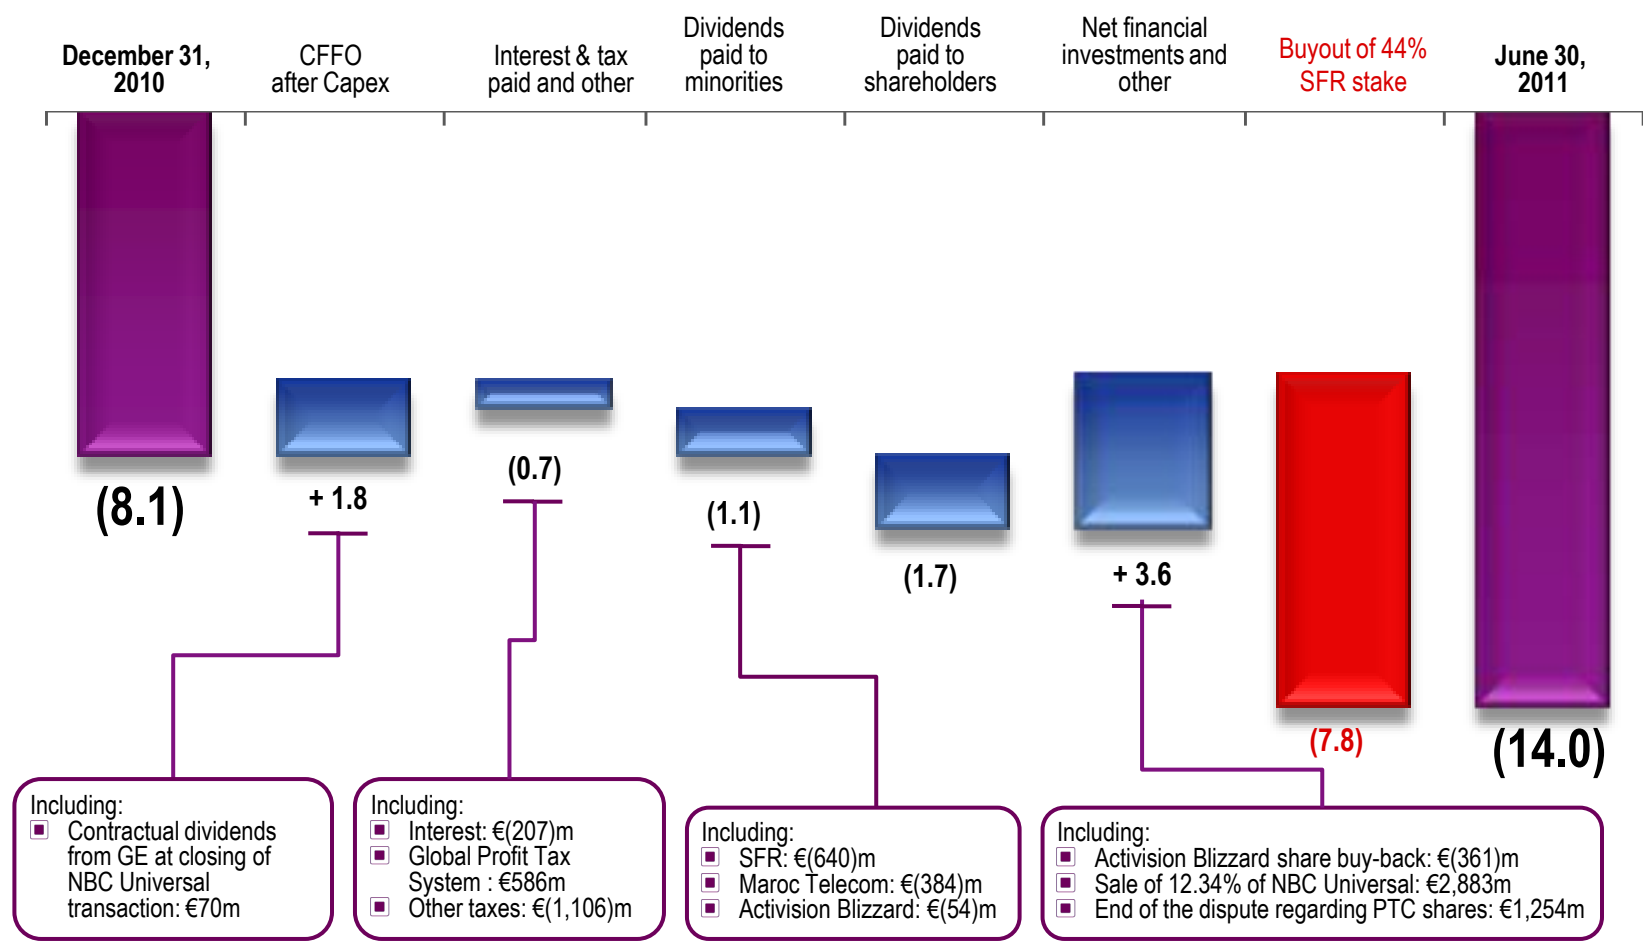 December 31,
2010
CFFO
after Capex
Interest & tax
paid and other
Dividends
paid to
minorities
Dividends
paid to
shareholders
Net financial
investments and
other
Buyout of 44%
SFR stake
June 30,
2011
(8.1)
+ 1.8
(0.7)
(1.1)
(1.7)
+ 3.6
(7.8)
(14.0)
Including:
Contractual dividends
from GE at closing of
NBC Universal
transaction: €70m
Including:
Interest: €(207)m
Global Profit Tax
System : €586m
Other taxes: €(1,106)m
Including:
SFR: €(640)m
Maroc Telecom: €(384)m
Activision Blizzard: €(54)m
Including:
Activision Blizzard share buy-back: €(361)m
Sale of 12.34% of NBC Universal: €2,883m
End of the dispute regarding PTC shares: €1,254m